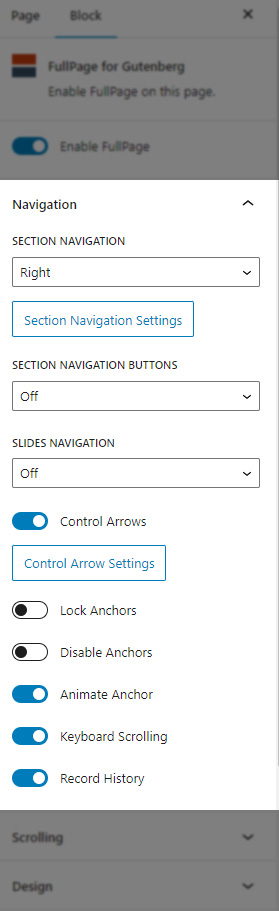 Page Block
FullPage for Gutenberg
Enable FullPage on this page.
Enable FullPage
Navigation
SECTION NAVIGATION
Right
Section Navigation Settings
SECTION NAVIGATION BUTTONS
Off
SLIDES NAVIGATION
Off
Control Arrows
Control Arrow Settings
Lock Anchors
Disable Anchors
Animate Anchor
Keyboard Scrolling
Record History
Scrolling
Design